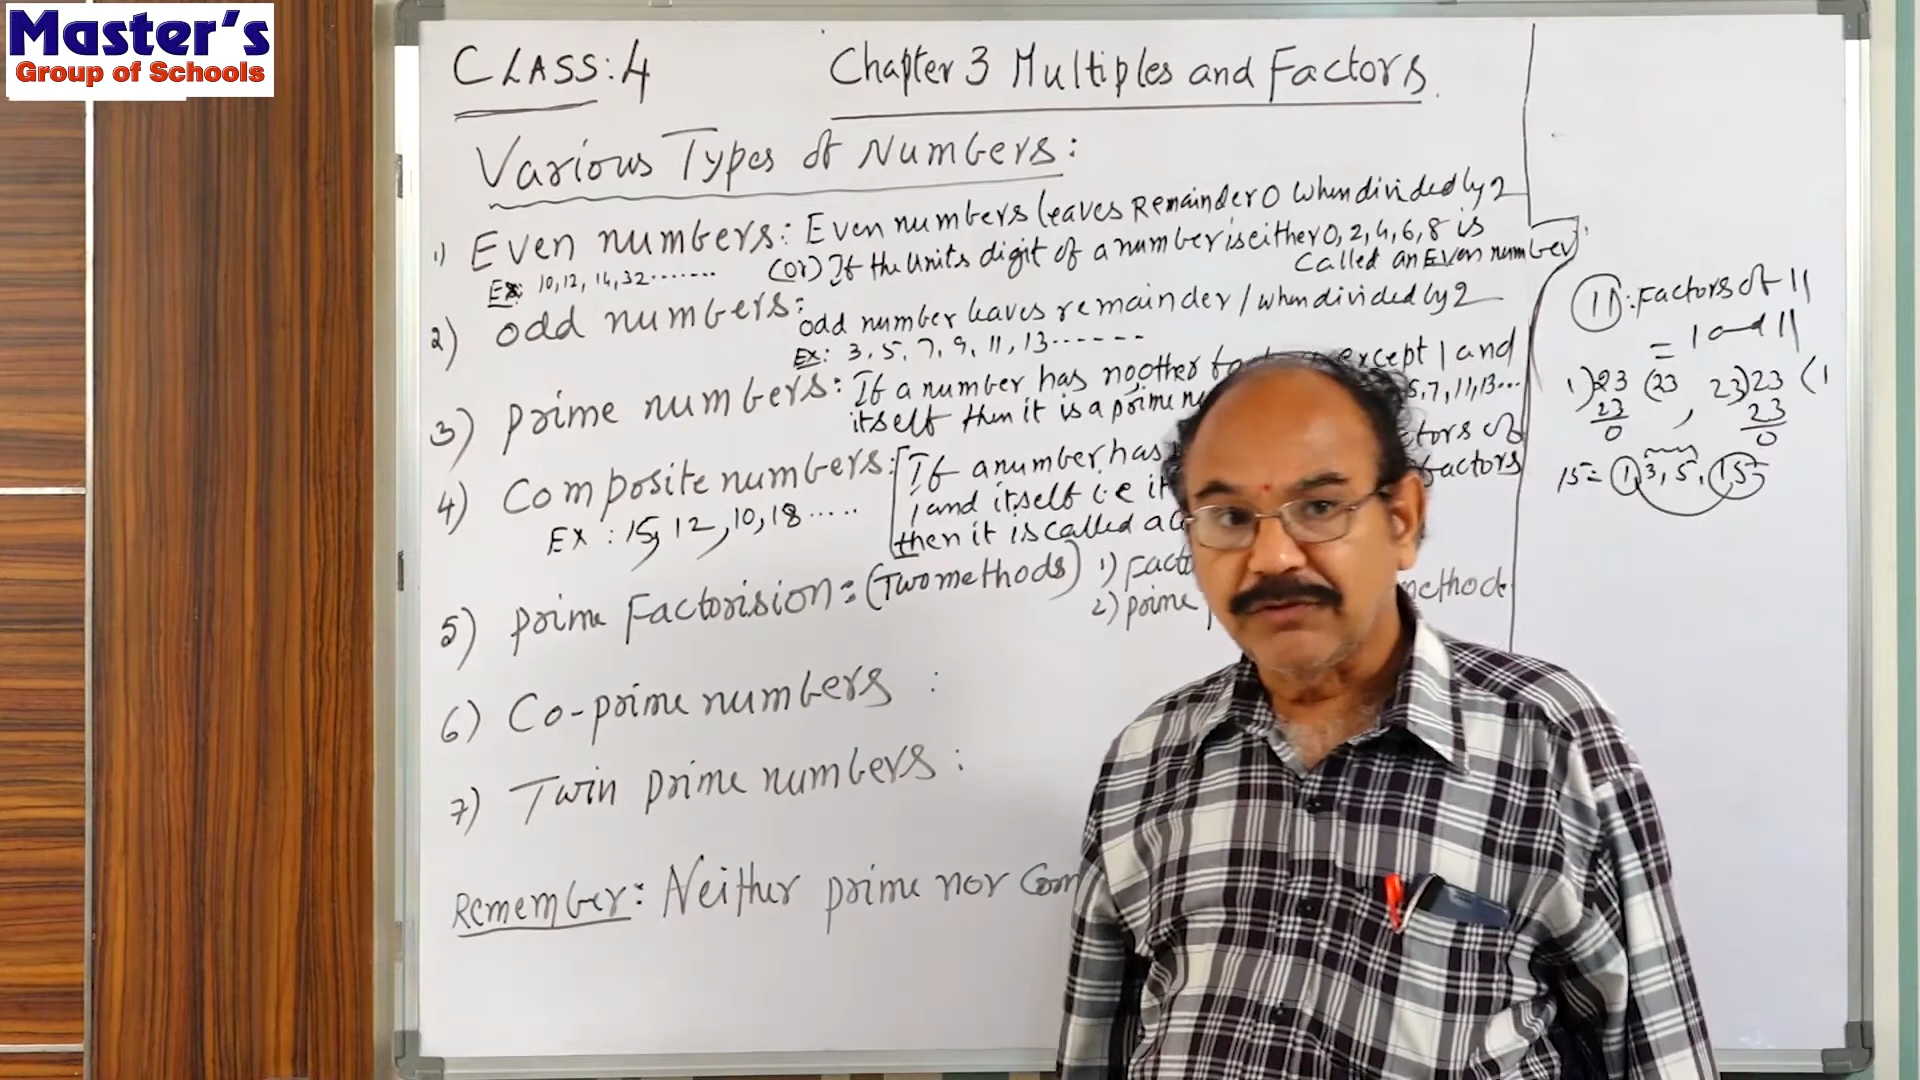 Master's
Group of Schools
CLASS: 4
Chapter 3 Multiples and Factors.
Various Types of Numbers:
1) Even numbers: Even numbers leaves Remainder 0 when divided by 2
(or) If the units digit of a number is either 0, 2, 4, 6, 8 is
called an Even number
Ex: 10, 12, 14, 32.......
2) odd numbers: odd number leaves remainder 1 when divided by 2
Ex: 3, 5, 7, 9, 11, 13......
3) prime numbers: If a number has no other except 1 and
itself then it is a prime 5, 7, 11, 13...
4) Composite numbers: If a number has of
1 and itself i.e it factors
then it is called a
Ex : 15, 12, 10, 18.....
5) prime Factorision: (Two methods) 1)
2) prime method.
6) Co-prime numbers :
7) Twin prime numbers :
Remember: Neither prime nor
11: Factors of 11
= 1 and 11
1) 23 (23 , 23) 23 (1
23 23
0 0
15 = 1, 3, 5, 15